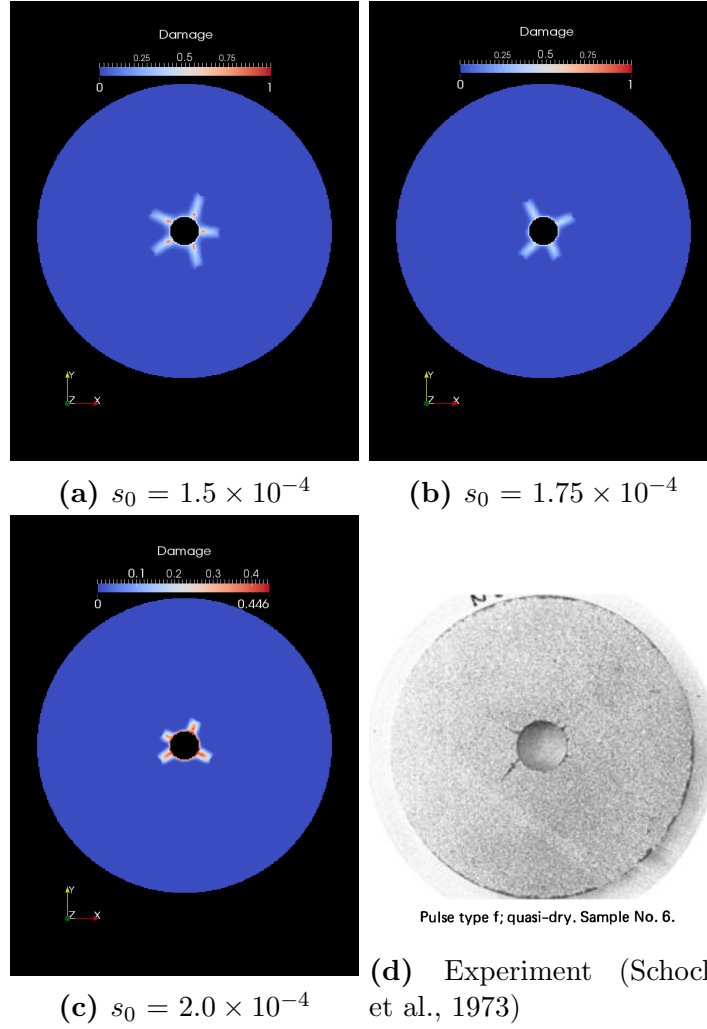 Damage
0.25 0.5 0.75
0 1
Y
Z X
(a) s₀ = 1.5 × 10⁻⁴
Damage
0.25 0.5 0.75
0 1
Y
Z X
(b) s₀ = 1.75 × 10⁻⁴
Damage
0.1 0.2 0.3 0.4
0 0.446
Y
Z X
(c) s₀ = 2.0 × 10⁻⁴
Pulse type f; quasi-dry. Sample No. 6.
(d) Experiment (Schock
et al., 1973)